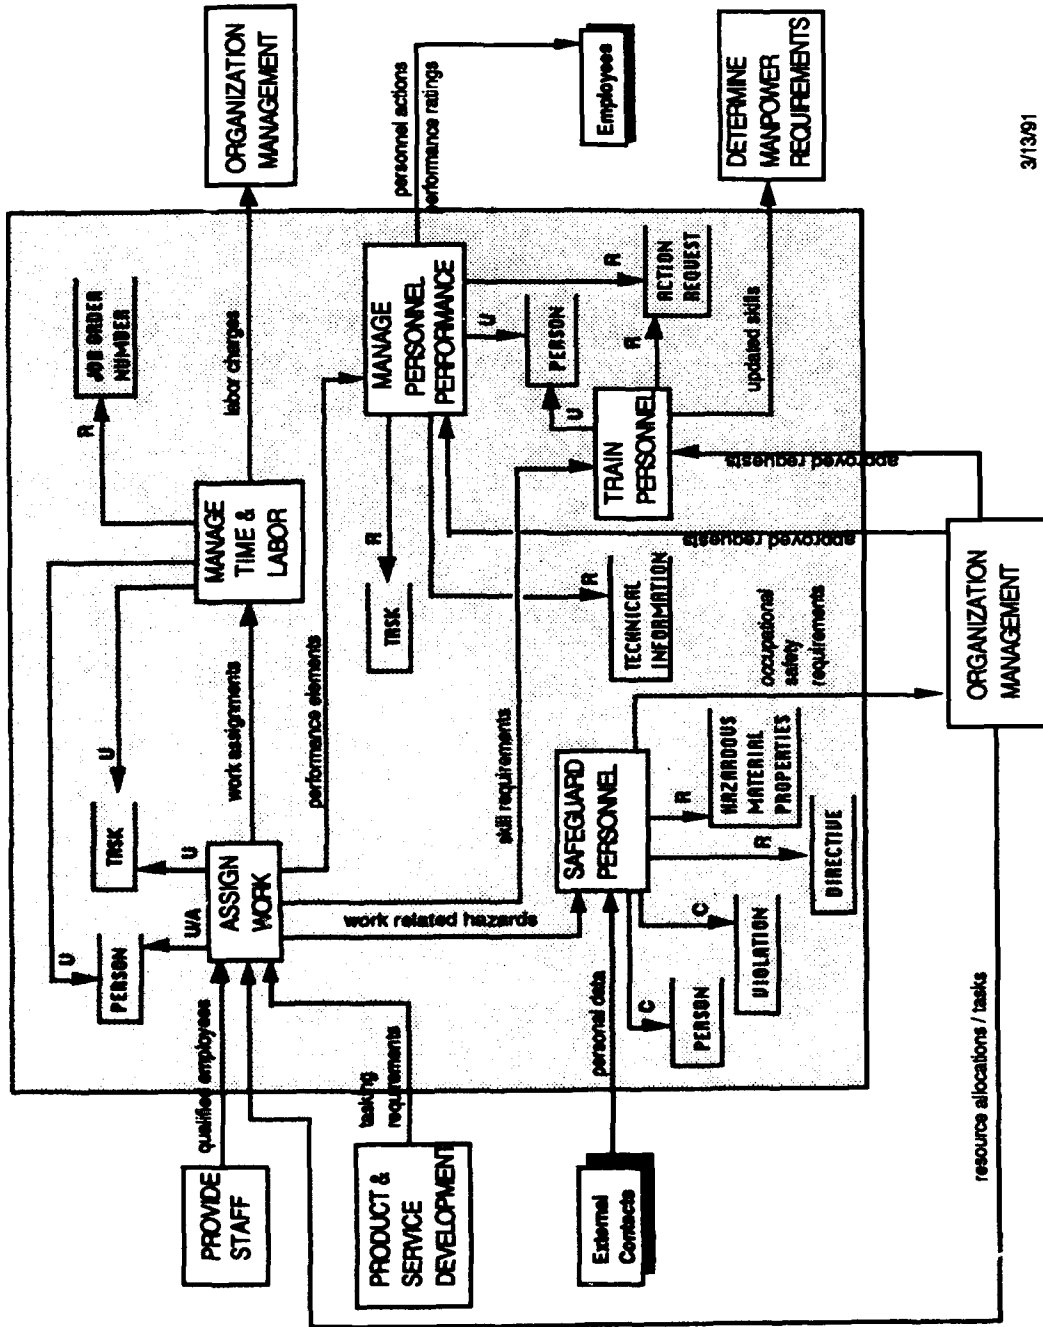 PROVIDE
STAFF
qualified employees
PRODUCT &
SERVICE
DEVELOPMENT
tasking
requirements
External
Contacts
personal data
resource allocations / tasks
PERSON
U
U/A
TASK
U
U
ASSIGN
WORK
work assignments
performance elements
skill requirements
work related hazards
MANAGE
TIME &
LABOR
R
JOB ORDER
NUMBER
labor charges
ORGANIZATION
MANAGEMENT
MANAGE
PERSONNEL
PERFORMANCE
personnel actions
performance ratings
Employees
R
TASK
R
TECHNICAL
INFORMATION
U
PERSON
U
R
R
ACTION
REQUEST
TRAIN
PERSONNEL
updated skills
DETERMINE
MANPOWER
REQUIREMENTS
approved requests
approved requests
SAFEGUARD
PERSONNEL
C
PERSON
C
VIOLATION
R
DIRECTIVE
R
HAZARDOUS
MATERIAL
PROPERTIES
occupational
safety
requirements
ORGANIZATION
MANAGEMENT
3/13/91